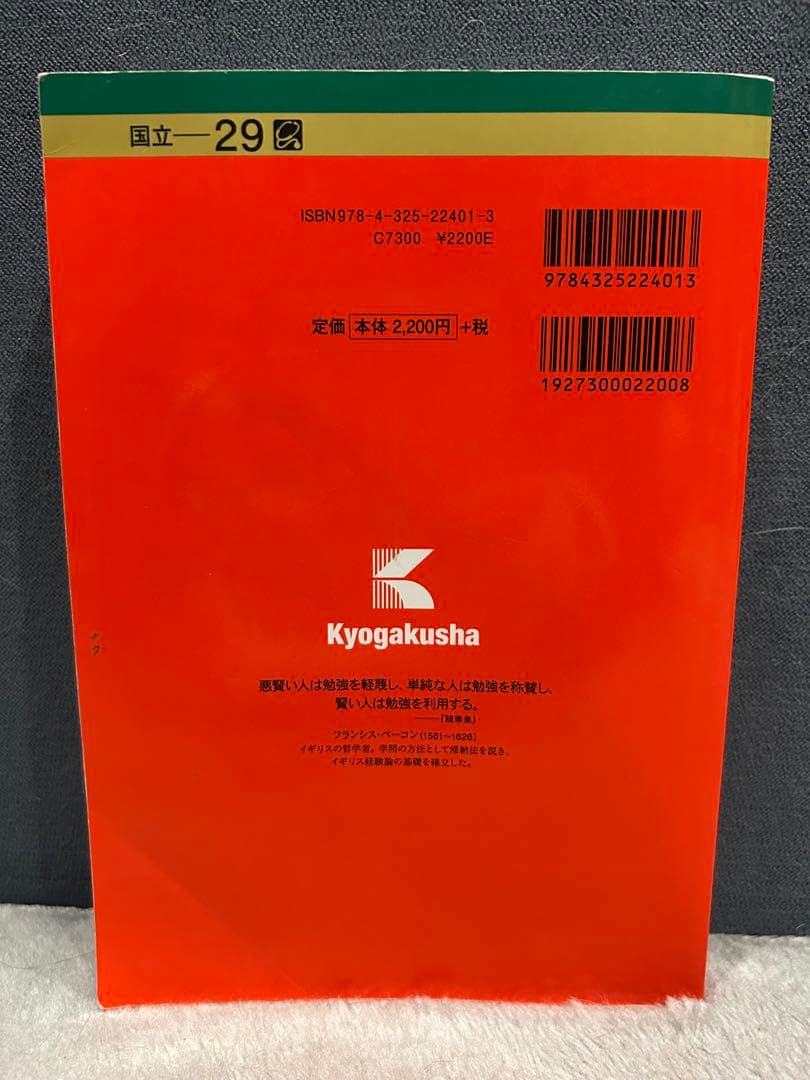 国立—29
ISBN978-4-325-22401-3
C7300 ¥2200E
9784325224013
定価 本体 2,200円 +税
1927300022008
Kyogakusha
悪賢い人は勉強を軽蔑し、単純な人は勉強を称賛し、
賢い人は勉強を利用する。
——『随筆集』
フランシス・ベーコン(1561〜1626)
イギリスの哲学者。学問の方法として帰納法を説き、
イギリス経験論の基礎を確立した。